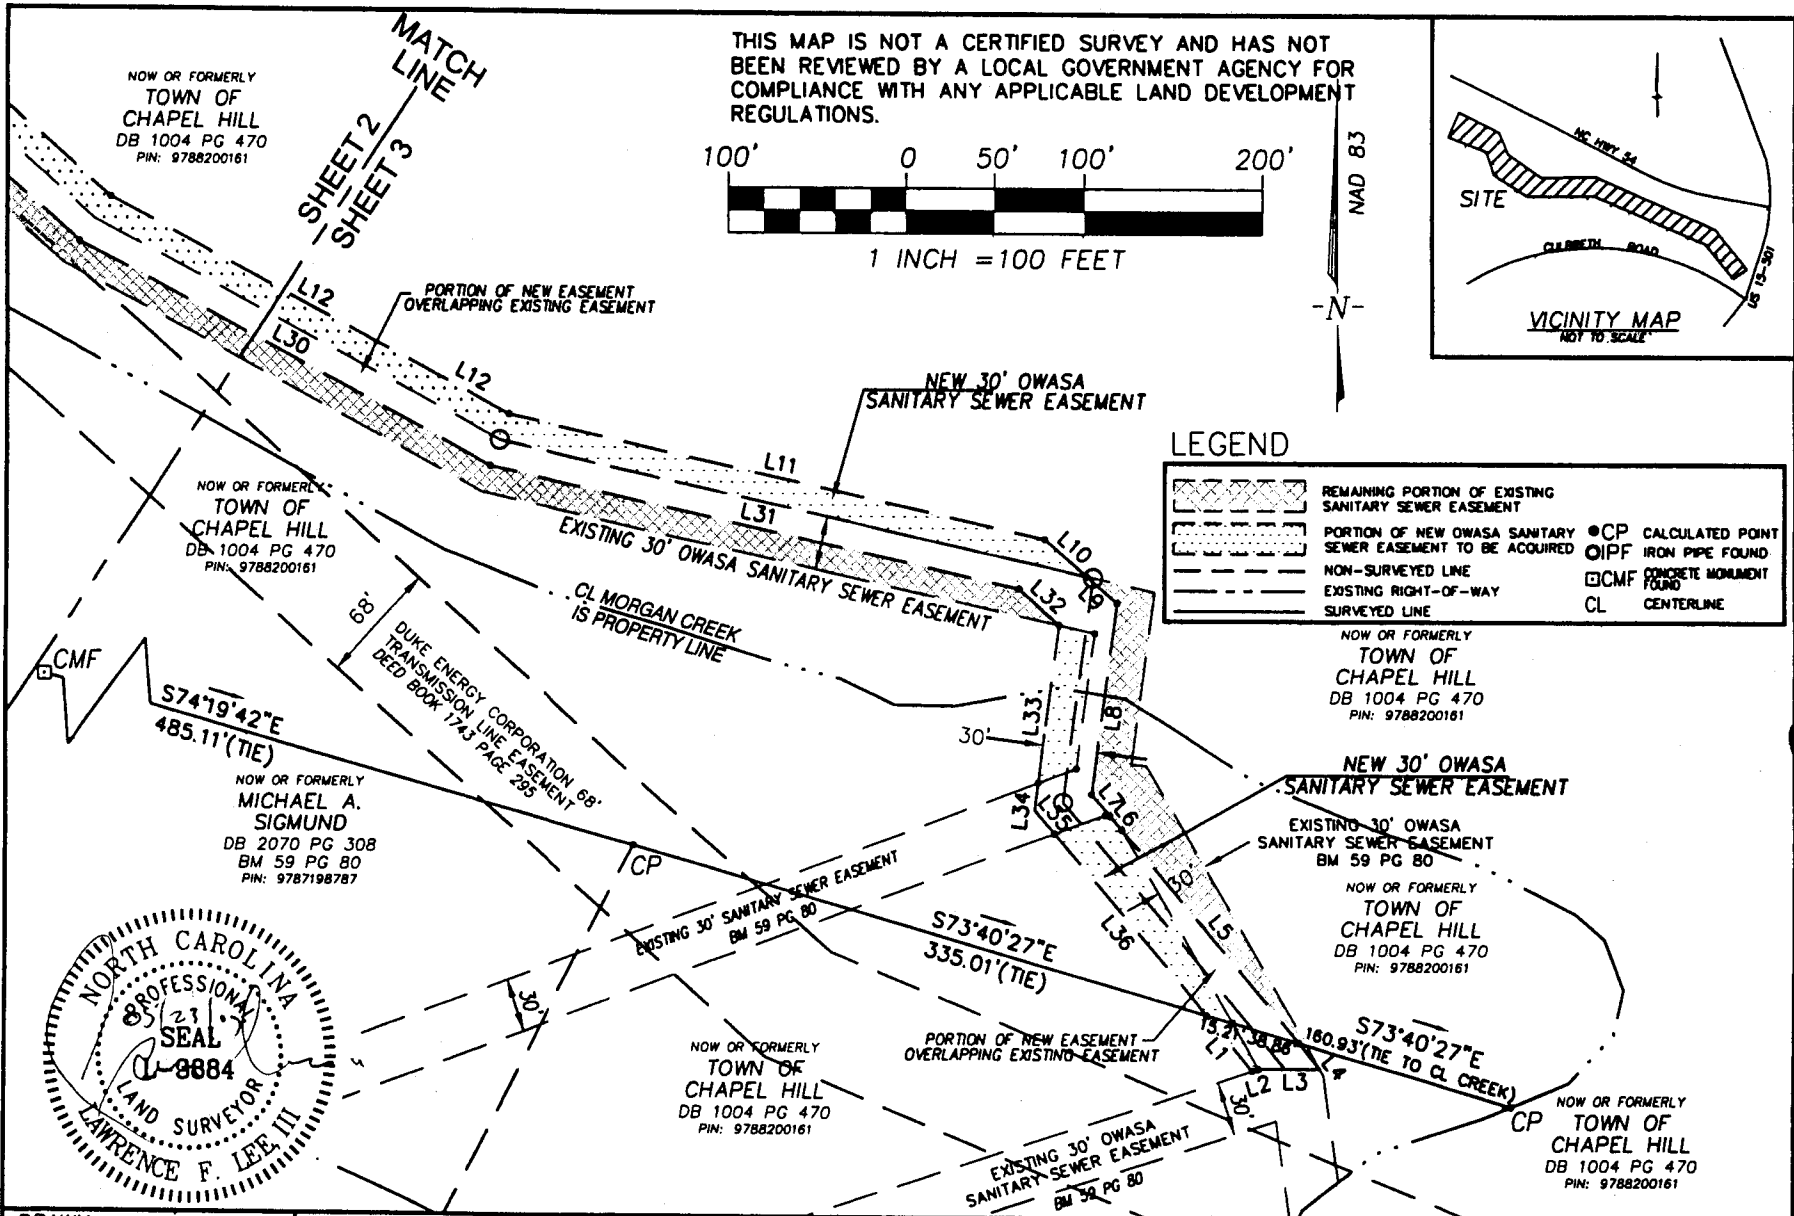 MATCH
LINE
SHEET 2
SHEET 3
NOW OR FORMERLY
TOWN OF
CHAPEL HILL
DB 1004 PG 470
PIN: 9788200161
THIS MAP IS NOT A CERTIFIED SURVEY AND HAS NOT
BEEN REVIEWED BY A LOCAL GOVERNMENT AGENCY FOR
COMPLIANCE WITH ANY APPLICABLE LAND DEVELOPMENT
REGULATIONS.
100' 0 50' 100' 200'
1 INCH =100 FEET
NAD 83
-N-
NC HWY 54
SITE
CULBRETH ROAD
US 15-501
VICINITY MAP
NOT TO SCALE
L12
PORTION OF NEW EASEMENT
OVERLAPPING EXISTING EASEMENT
L30
L12
NEW 30' OWASA
SANITARY SEWER EASEMENT
L11
L31
L10
L9
L32
EXISTING 30' OWASA SANITARY SEWER EASEMENT
LEGEND
REMAINING PORTION OF EXISTING
SANITARY SEWER EASEMENT
PORTION OF NEW OWASA SANITARY
SEWER EASEMENT TO BE ACQUIRED
NON-SURVEYED LINE
EXISTING RIGHT-OF-WAY
SURVEYED LINE
CP CALCULATED POINT
IPF IRON PIPE FOUND
CMF CONCRETE MONUMENT
FOUND
CL CENTERLINE
NOW OR FORMERLY
TOWN OF
CHAPEL HILL
DB 1004 PG 470
PIN: 9788200161
CL MORGAN CREEK
IS PROPERTY LINE
68'
DUKE ENERGY CORPORATION 68'
TRANSMISSION LINE EASEMENT
DEED BOOK 1743 PAGE 295
CMF
S74°19'42"E
485.11'(TIE)
NOW OR FORMERLY
MICHAEL A.
SIGMUND
DB 2070 PG 308
BM 59 PG 80
PIN: 9787198787
NOW OR FORMERLY
TOWN OF
CHAPEL HILL
DB 1004 PG 470
PIN: 9788200161
L33
30'
L8
L34
L35
L7
L6
NEW 30' OWASA
SANITARY SEWER EASEMENT
EXISTING 30' OWASA
SANITARY SEWER EASEMENT
BM 59 PG 80
NOW OR FORMERLY
TOWN OF
CHAPEL HILL
DB 1004 PG 470
PIN: 9788200161
CP
EXISTING 30' SANITARY SEWER EASEMENT
BM 59 PG 80
30'
30'
L36
L5
S73°40'27"E
335.01'(TIE)
PORTION OF NEW EASEMENT
OVERLAPPING EXISTING EASEMENT
15.21' 38.86'
160.93'(TIE TO CL CREEK)
S73°40'27"E
L1
L2 L3
L4
30'
CP
NOW OR FORMERLY
TOWN OF
CHAPEL HILL
DB 1004 PG 470
PIN: 9788200161
NOW OR FORMERLY
TOWN OF
CHAPEL HILL
DB 1004 PG 470
PIN: 9788200161
EXISTING 30' OWASA
SANITARY SEWER EASEMENT
BM 59 PG 80
NORTH CAROLINA
PROFESSIONAL
SEAL
LAND SURVEYOR
LAWRENCE F. LEE, III